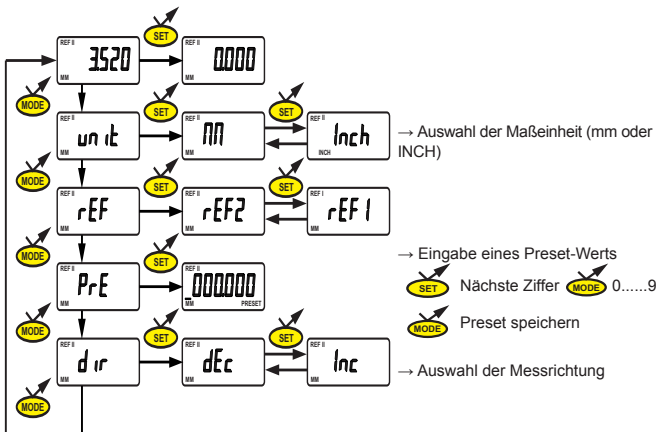 REF II
3.520
MM
SET
REF II
0.000
MM
MODE
REF II
unit
MM
SET
REF II
MM
SET
REF II
Inch
INCH
→ Auswahl der Maßeinheit (mm oder
INCH)
MODE
REF II
rEF
MM
SET
REF II
rEF2
MM
SET
REF I
rEF1
MM
MODE
REF II
PrE
MM
SET
REF II
_000.000
MM PRESET
→ Eingabe eines Preset-Werts
SET Nächste Ziffer MODE 0......9
MODE Preset speichern
MODE
REF II
dir
MM
SET
REF II
dEc
MM
SET
REF II
Inc
MM
→ Auswahl der Messrichtung
MODE